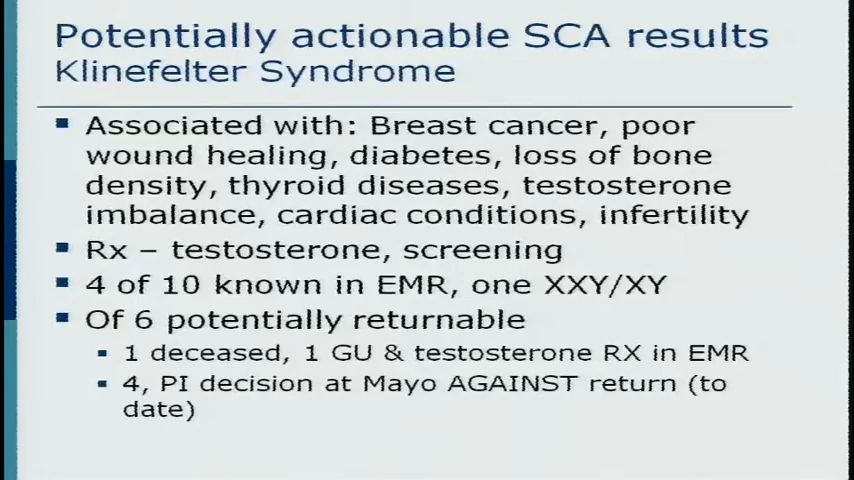 Potentially actionable SCA results
Klinefelter Syndrome
Associated with: Breast cancer, poor
wound healing, diabetes, loss of bone
density, thyroid diseases, testosterone
imbalance, cardiac conditions, infertility
Rx – testosterone, screening
4 of 10 known in EMR, one XXY/XY
Of 6 potentially returnable
1 deceased, 1 GU & testosterone RX in EMR
4, PI decision at Mayo AGAINST return (to
date)